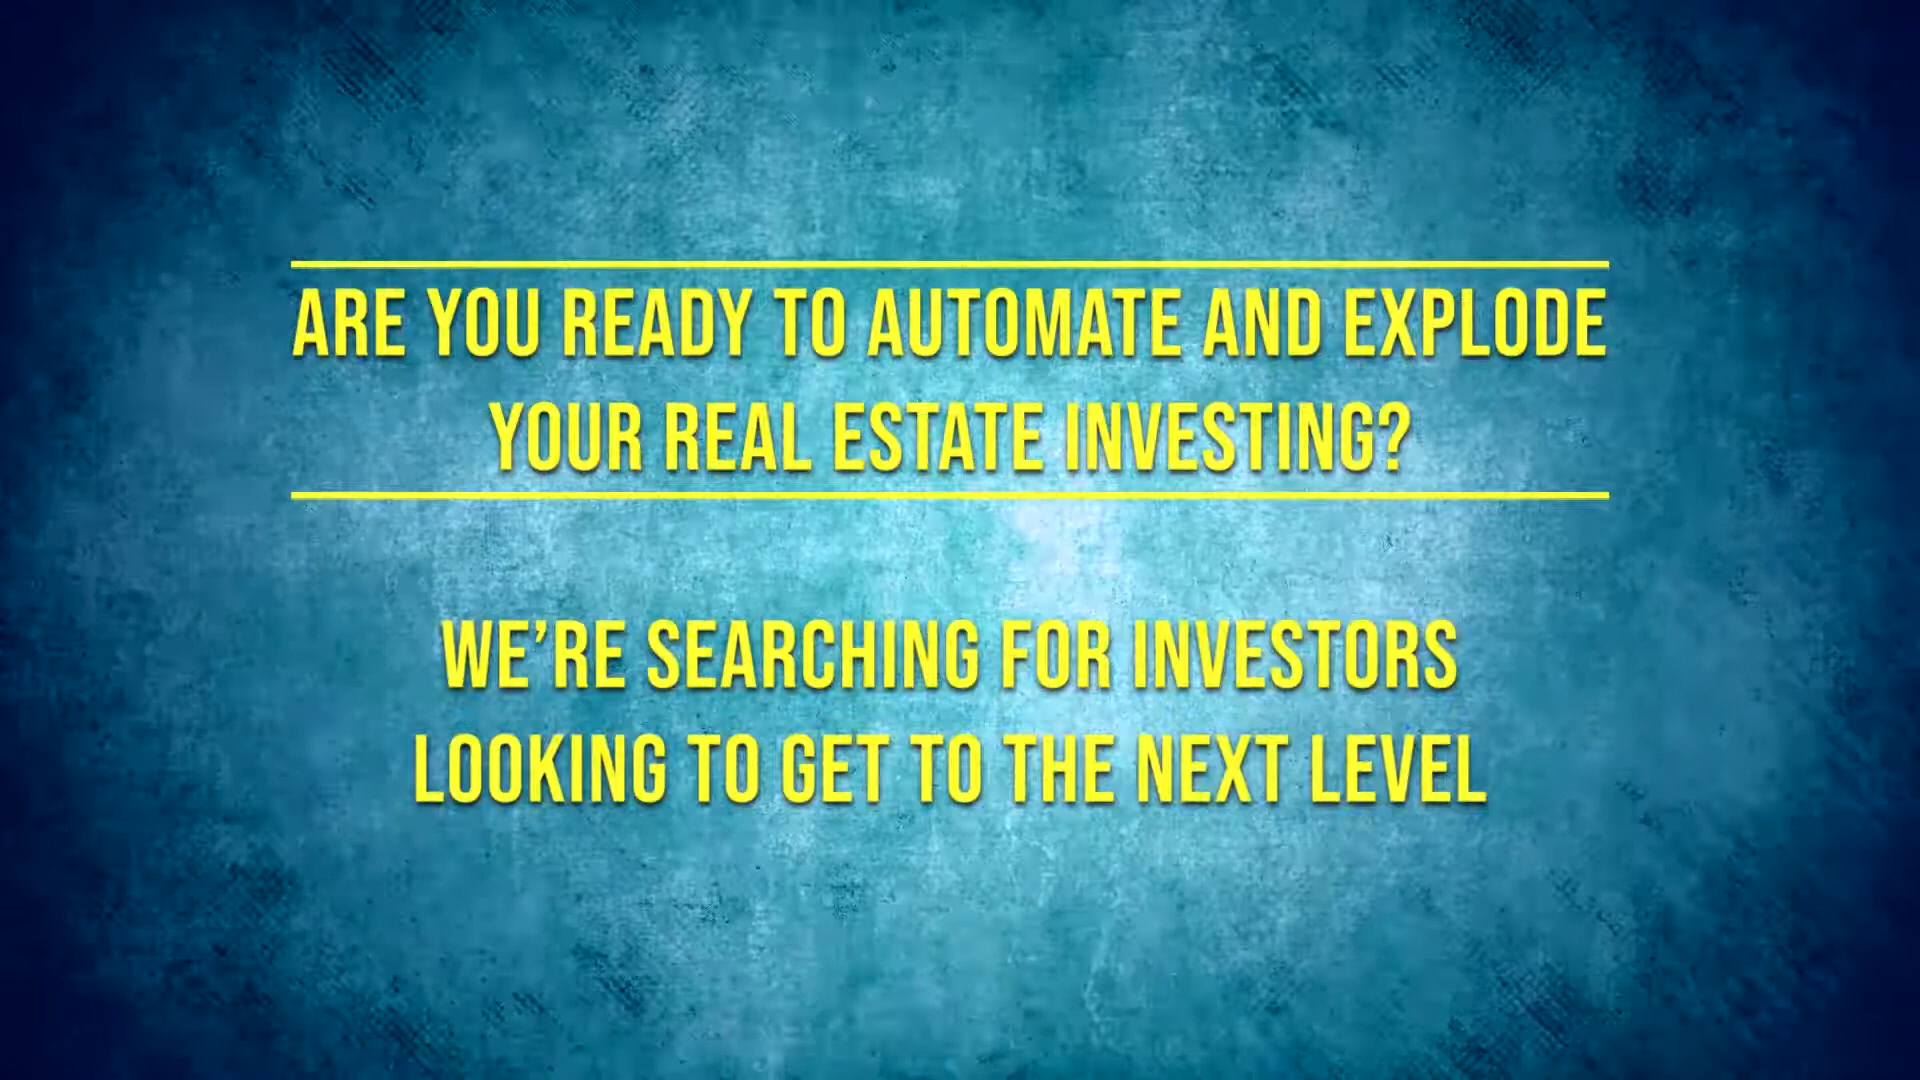 ARE YOU READY TO AUTOMATE AND EXPLODE
YOUR REAL ESTATE INVESTING?
WE’RE SEARCHING FOR INVESTORS
LOOKING TO GET TO THE NEXT LEVEL